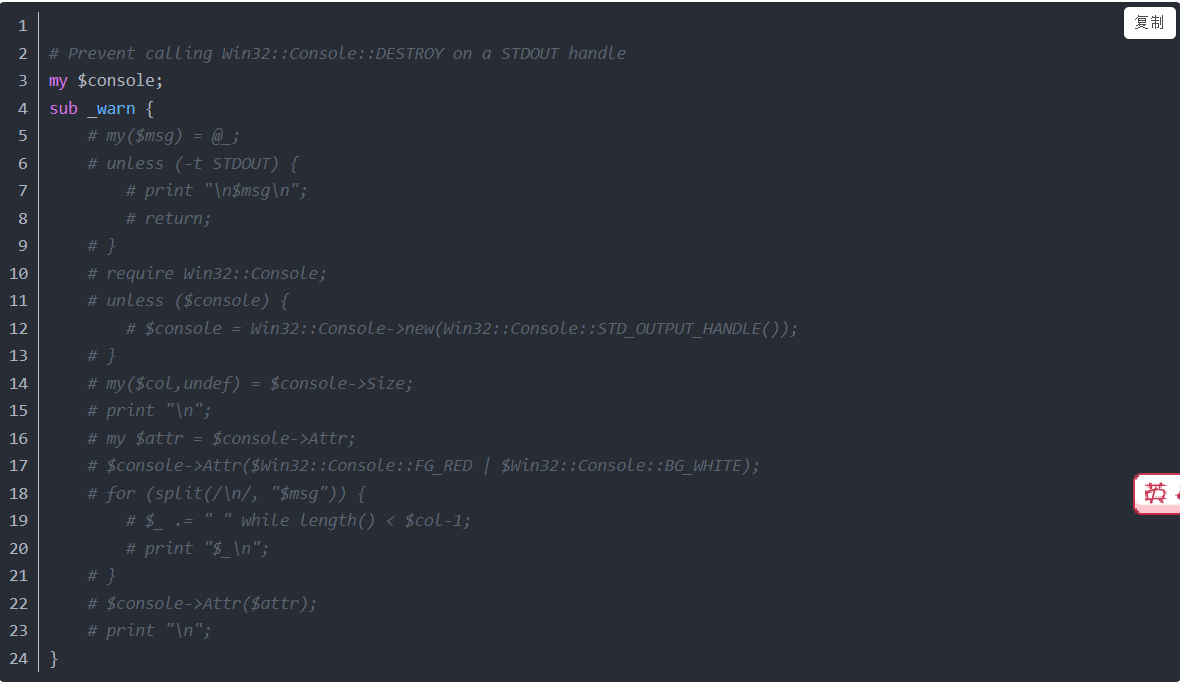 复制
1
2 # Prevent calling Win32::Console::DESTROY on a STDOUT handle
3 my $console;
4 sub _warn {
5     # my($msg) = @_;
6     # unless (-t STDOUT) {
7         # print "\n$msg\n";
8         # return;
9     # }
10     # require Win32::Console;
11     # unless ($console) {
12         # $console = Win32::Console->new(Win32::Console::STD_OUTPUT_HANDLE());
13     # }
14     # my($col,undef) = $console->Size;
15     # print "\n";
16     # my $attr = $console->Attr;
17     # $console->Attr($Win32::Console::FG_RED | $Win32::Console::BG_WHITE);
18     # for (split(/\n/, "$msg")) {
19         # $_ .= " " while length() < $col-1;
20         # print "$_\n";
21     # }
22     # $console->Attr($attr);
23     # print "\n";
24 }
英